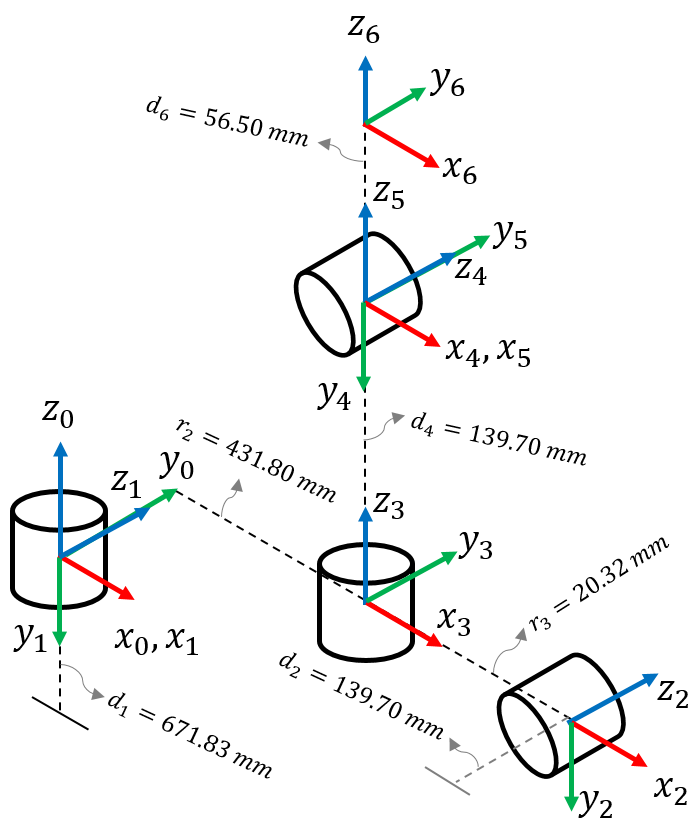 z₆
y₆
d₆ = 56.50 mm
x₆
z₅
y₅
z₄
x₄, x₅
y₄
z₀
r₂ = 431.80 mm
d₄ = 139.70 mm
y₀
z₁
z₃
y₃
y₁
x₀, x₁
x₃
r₃ = 20.32 mm
d₁ = 671.83 mm
d₂ = 139.70 mm
z₂
x₂
y₂